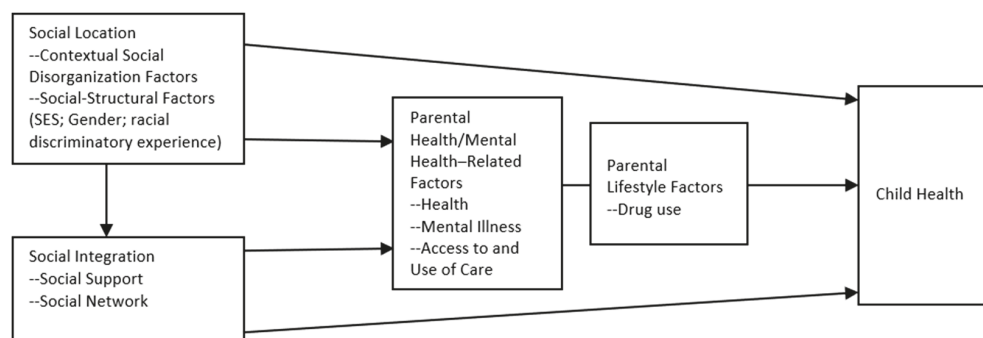 Social Location
--Contextual Social
Disorganization Factors
--Social-Structural Factors
(SES; Gender; racial
discriminatory experience)
Social Integration
--Social Support
--Social Network
Parental
Health/Mental
Health–Related
Factors
--Health
--Mental Illness
--Access to and
Use of Care
Parental
Lifestyle Factors
--Drug use
Child Health